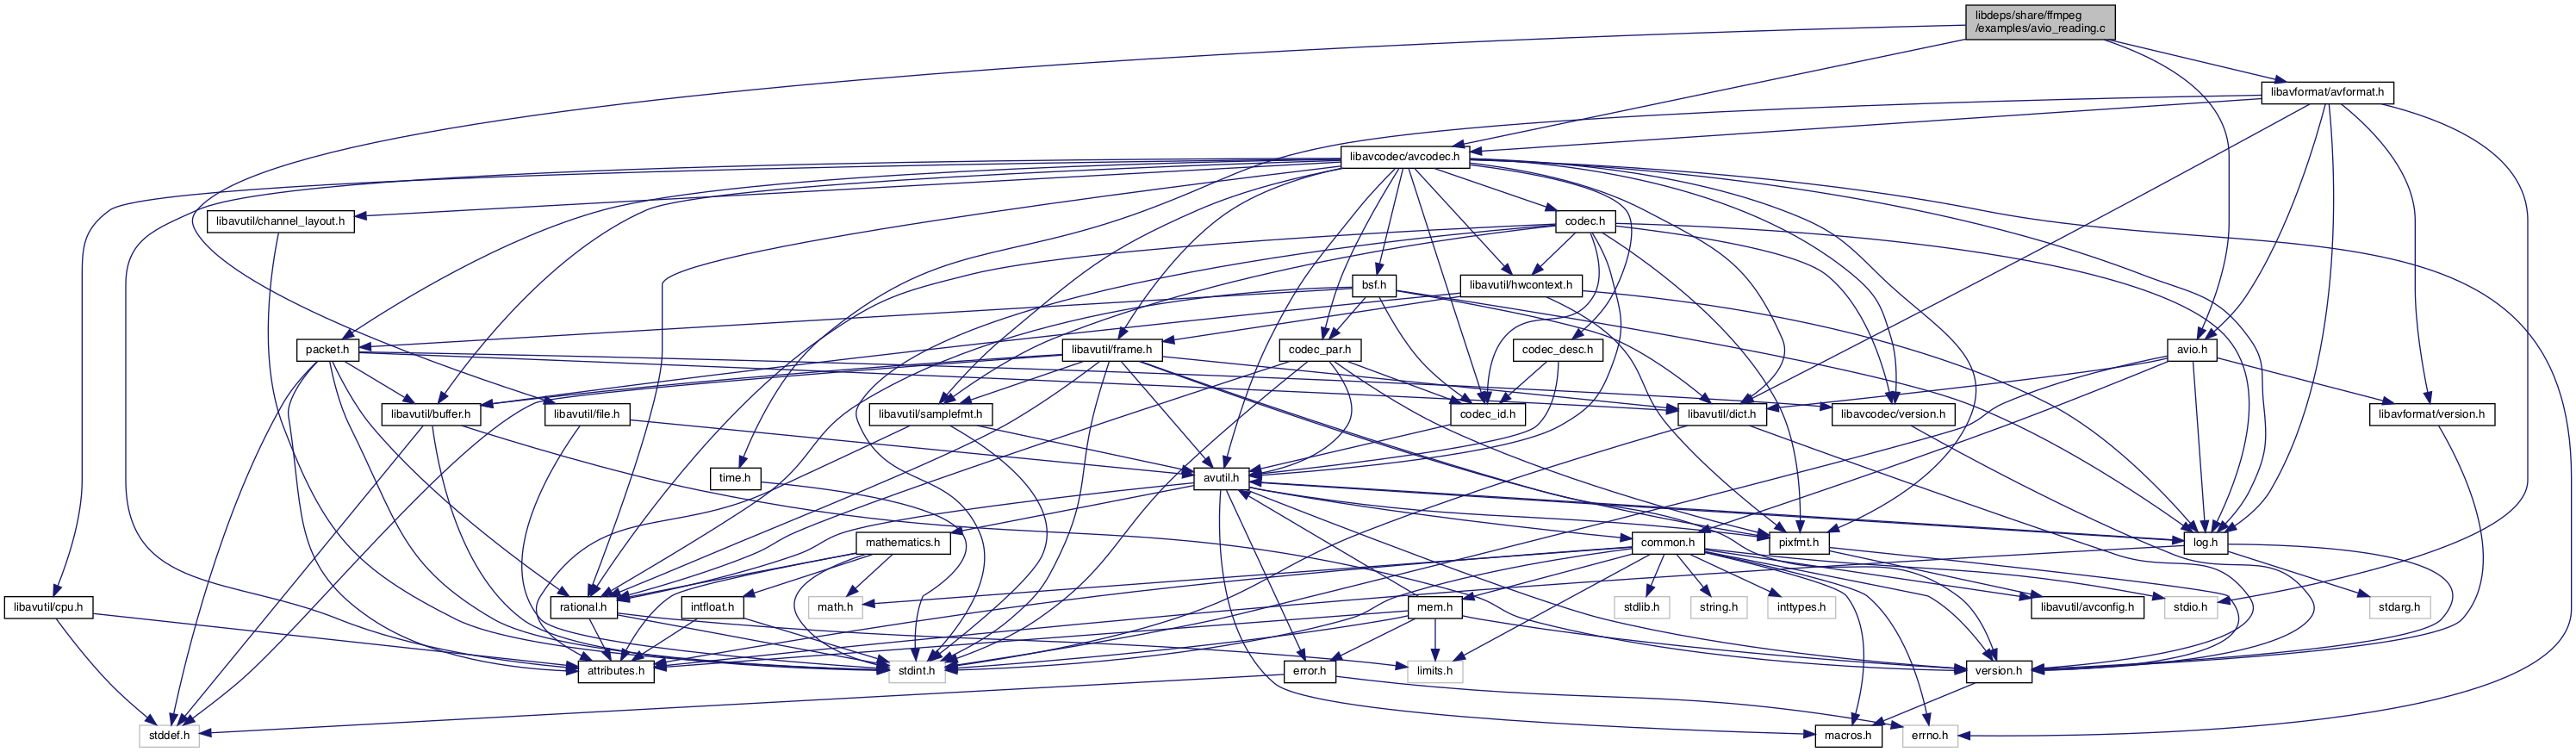 libdeps/share/ffmpeg
/examples/avio_reading.c
libavformat/avformat.h
libavcodec/avcodec.h
libavutil/channel_layout.h
codec.h
bsf.h
libavutil/hwcontext.h
packet.h
libavutil/frame.h
codec_par.h
codec_desc.h
avio.h
libavutil/buffer.h
libavutil/file.h
libavutil/samplefmt.h
codec_id.h
libavutil/dict.h
libavcodec/version.h
libavformat/version.h
time.h
avutil.h
mathematics.h
common.h
pixfmt.h
log.h
libavutil/cpu.h
rational.h
intfloat.h
math.h
mem.h
stdlib.h
string.h
inttypes.h
libavutil/avconfig.h
stdio.h
stdarg.h
attributes.h
stdint.h
error.h
limits.h
version.h
stddef.h
macros.h
errno.h